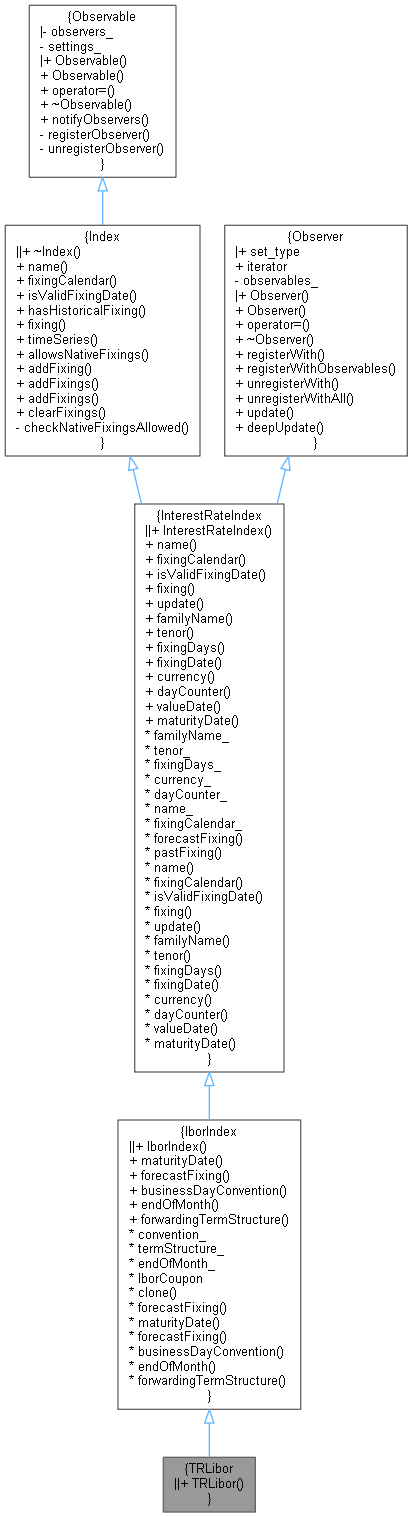 {Observable
|- observers_
- settings_
|+ Observable()
+ Observable()
+ operator=()
+ ~Observable()
+ notifyObservers()
- registerObserver()
- unregisterObserver()
}
{Index
||+ ~Index()
+ name()
+ fixingCalendar()
+ isValidFixingDate()
+ hasHistoricalFixing()
+ fixing()
+ timeSeries()
+ allowsNativeFixings()
+ addFixing()
+ addFixings()
+ addFixings()
+ clearFixings()
- checkNativeFixingsAllowed()
}
{Observer
|+ set_type
+ iterator
- observables_
|+ Observer()
+ Observer()
+ operator=()
+ ~Observer()
+ registerWith()
+ registerWithObservables()
+ unregisterWith()
+ unregisterWithAll()
+ update()
+ deepUpdate()
}
{InterestRateIndex
||+ InterestRateIndex()
+ name()
+ fixingCalendar()
+ isValidFixingDate()
+ fixing()
+ update()
+ familyName()
+ tenor()
+ fixingDays()
+ fixingDate()
+ currency()
+ dayCounter()
+ valueDate()
+ maturityDate()
* familyName_
* tenor_
* fixingDays_
* currency_
* dayCounter_
* name_
* fixingCalendar_
* forecastFixing()
* pastFixing()
* name()
* fixingCalendar()
* isValidFixingDate()
* fixing()
* update()
* familyName()
* tenor()
* fixingDays()
* fixingDate()
* currency()
* dayCounter()
* valueDate()
* maturityDate()
}
{IborIndex
||+ IborIndex()
+ maturityDate()
+ forecastFixing()
+ businessDayConvention()
+ endOfMonth()
+ forwardingTermStructure()
* convention_
* termStructure_
* endOfMonth_
* IborCoupon
* clone()
* forecastFixing()
* maturityDate()
* forecastFixing()
* businessDayConvention()
* endOfMonth()
* forwardingTermStructure()
}
{TRLibor
||+ TRLibor()
}